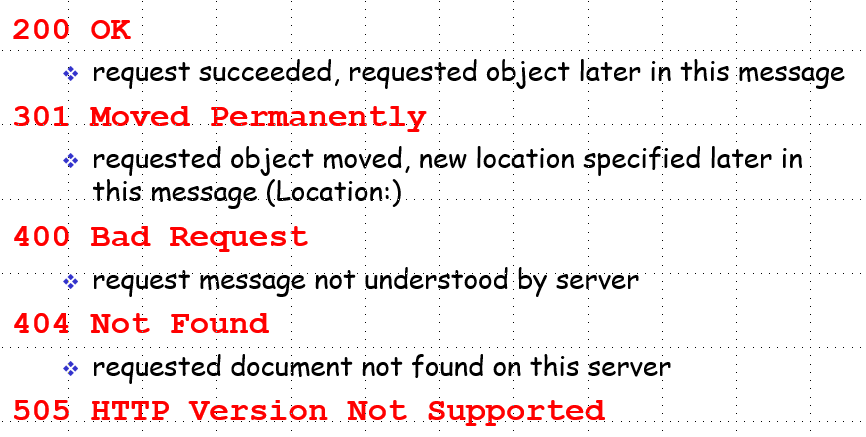 200 OK
❖ request succeeded, requested object later in this message
301 Moved Permanently
❖ requested object moved, new location specified later in
this message (Location:)
400 Bad Request
❖ request message not understood by server
404 Not Found
❖ requested document not found on this server
505 HTTP Version Not Supported